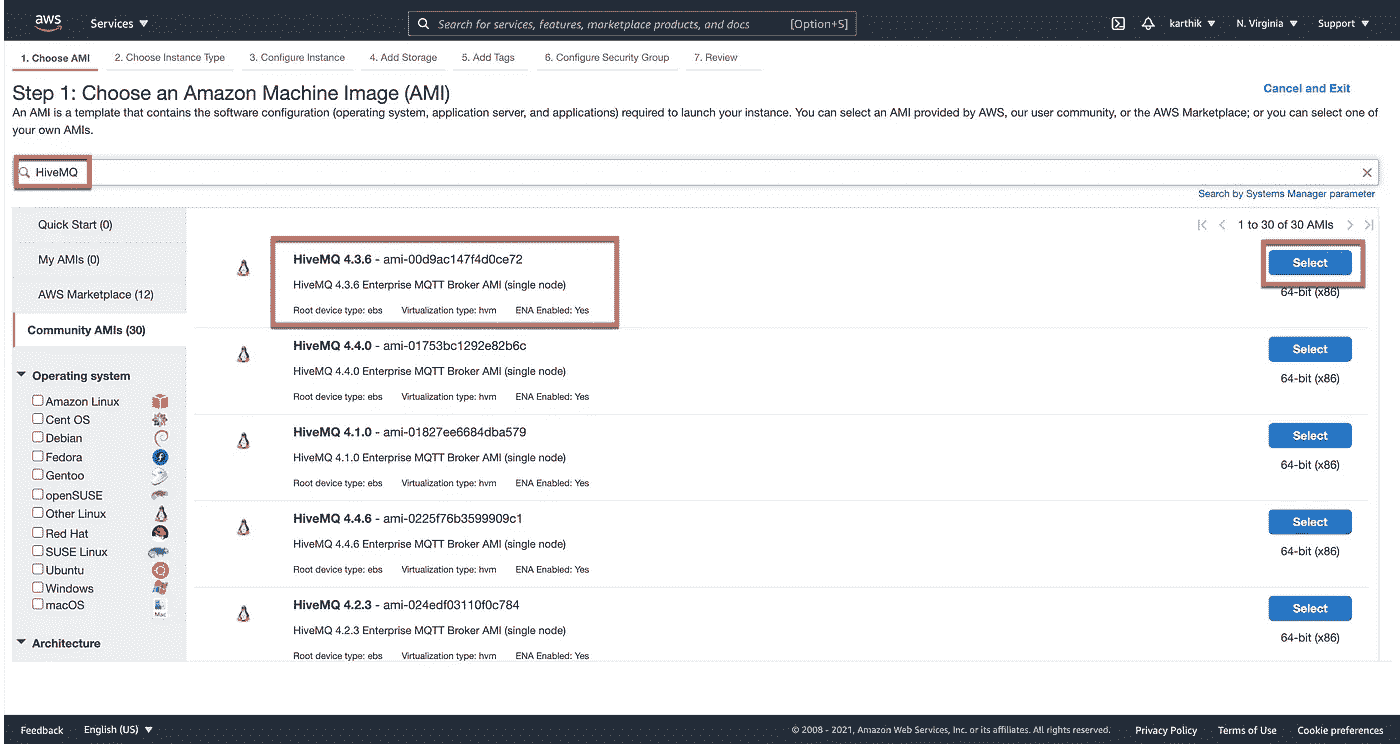 aws
Services
Search for services, features, marketplace products, and docs [Option+S]
karthik
N. Virginia
Support
1. Choose AMI
2. Choose Instance Type
3. Configure Instance
4. Add Storage
5. Add Tags
6. Configure Security Group
7. Review
Step 1: Choose an Amazon Machine Image (AMI)
Cancel and Exit
An AMI is a template that contains the software configuration (operating system, application server, and applications) required to launch your instance. You can select an AMI provided by AWS, our user community, or the AWS Marketplace; or you can select one of
your own AMIs.
HiveMQ
Search by Systems Manager parameter
Quick Start (0)
My AMIs (0)
AWS Marketplace (12)
Community AMIs (30)
Operating system
Amazon Linux
Cent OS
Debian
Fedora
Gentoo
openSUSE
Other Linux
Red Hat
SUSE Linux
Ubuntu
Windows
macOS
Mac
Architecture
1 to 30 of 30 AMIs
HiveMQ 4.3.6 - ami-00d9ac147f4d0ce72
HiveMQ 4.3.6 Enterprise MQTT Broker AMI (single node)
Root device type: ebs Virtualization type: hvm ENA Enabled: Yes
Select
64-bit (x86)
HiveMQ 4.4.0 - ami-01753bc1292e82b6c
HiveMQ 4.4.0 Enterprise MQTT Broker AMI (single node)
Root device type: ebs Virtualization type: hvm ENA Enabled: Yes
Select
64-bit (x86)
HiveMQ 4.1.0 - ami-01827ee6684dba579
HiveMQ 4.1.0 Enterprise MQTT Broker AMI (single node)
Root device type: ebs Virtualization type: hvm ENA Enabled: Yes
Select
64-bit (x86)
HiveMQ 4.4.6 - ami-0225f76b3599909c1
HiveMQ 4.4.6 Enterprise MQTT Broker AMI (single node)
Root device type: ebs Virtualization type: hvm ENA Enabled: Yes
Select
64-bit (x86)
HiveMQ 4.2.3 - ami-024edf03110f0c784
HiveMQ 4.2.3 Enterprise MQTT Broker AMI (single node)
Root device type: ebs Virtualization type: hvm ENA Enabled: Yes
Select
64-bit (x86)
Feedback
English (US)
© 2008 - 2021, Amazon Web Services, Inc. or its affiliates. All rights reserved.
Privacy Policy
Terms of Use
Cookie preferences